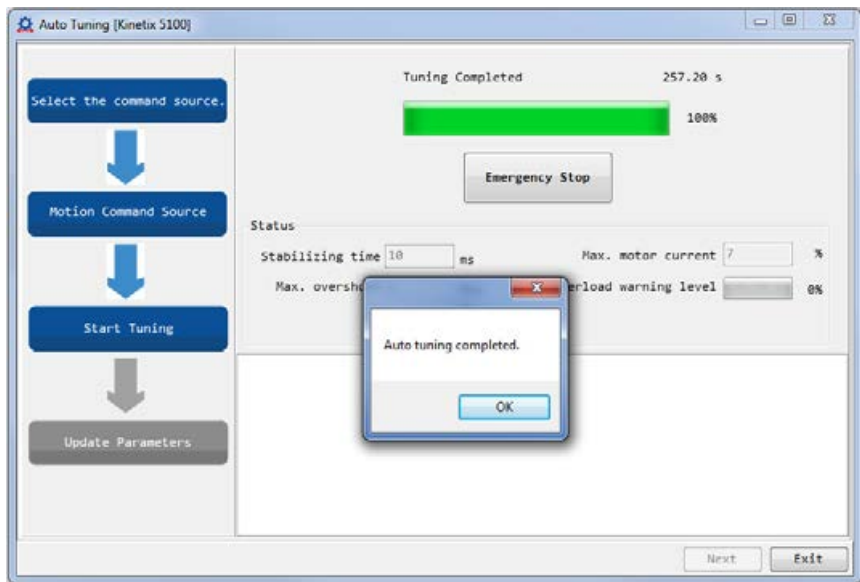 Auto Tuning [Kinetix 5100]
Select the command source.
Motion Command Source
Start Tuning
Update Parameters
Tuning Completed 257.20 s
100%
Emergency Stop
Status
Stabilizing time 10 ms
Max. motor current 7 %
Max.
warning level 0%
Auto tuning completed.
OK
Next
Exit